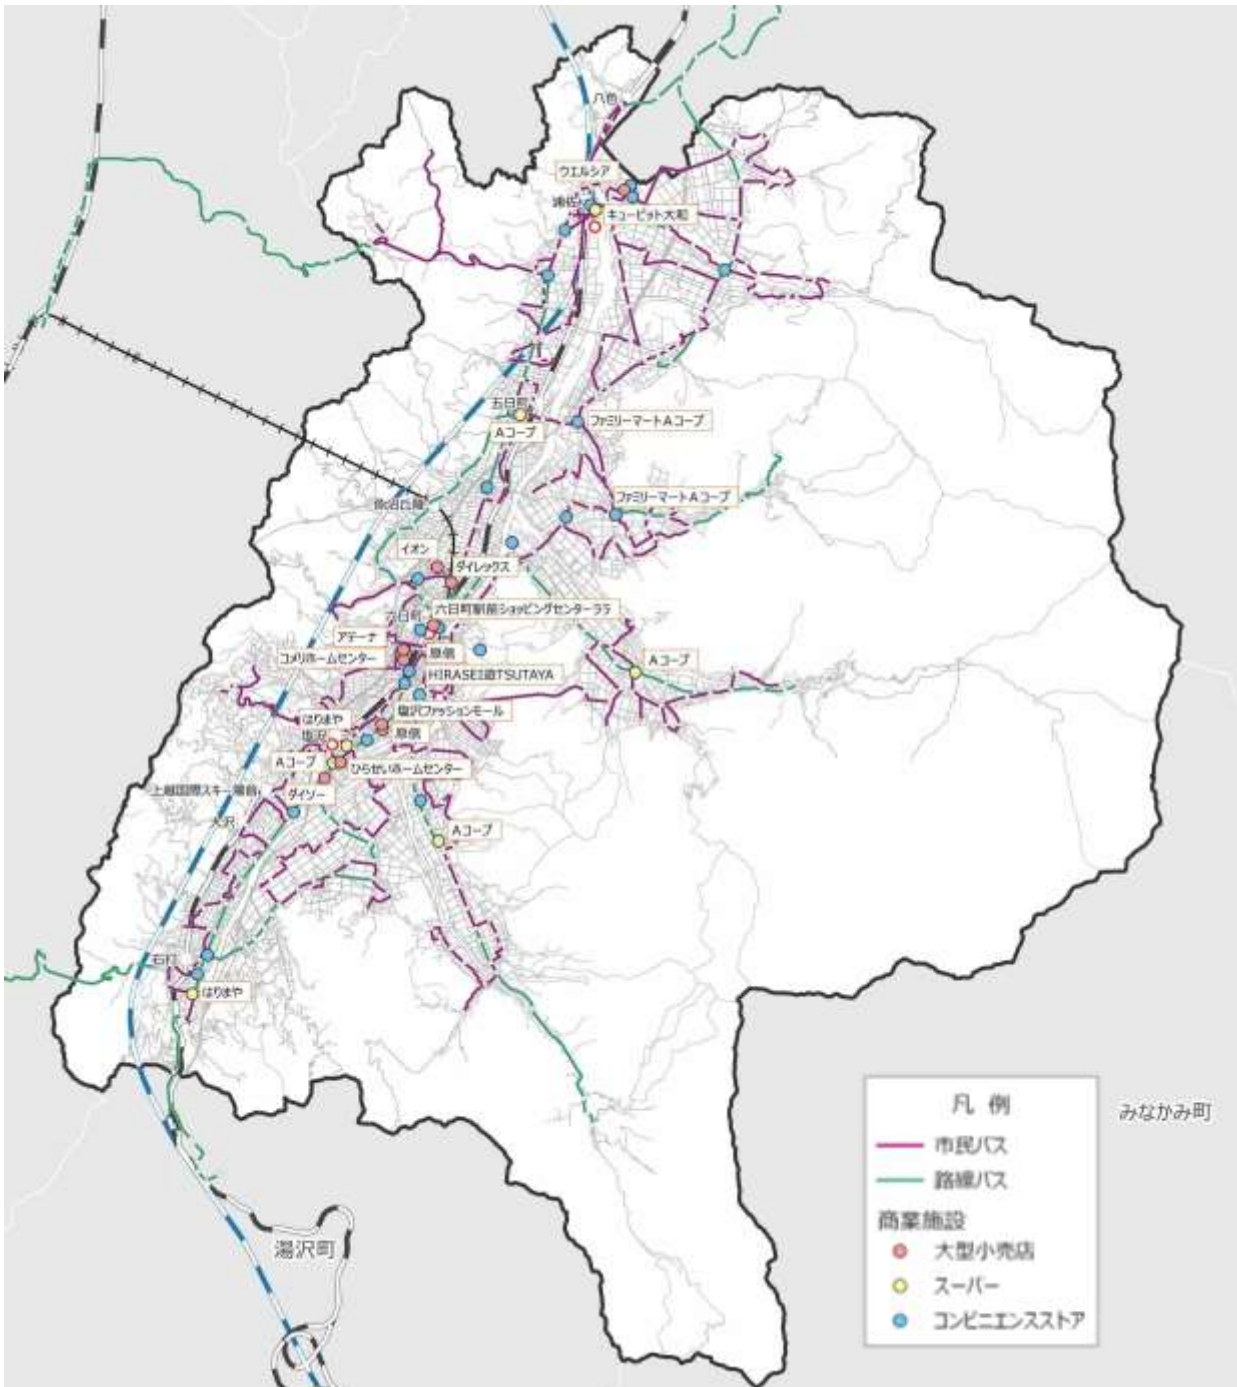 八色
ウエルシア
浦佐
キューピット大和
五日町
Aコープ
ファミリーマートAコープ
ファミリーマートAコープ
魚沼丘陵
イオン
ダイレックス
六日町駅前ショッピングセンターララ
六日町
アテーナ
原信
コメリホームセンター
HIRASEI遊TSUTAYA
Aコープ
はりまや
塩沢ファッションモール
塩沢
原信
Aコープ
ひらせいホームセンター
上越国際スキー場前
ダイソー
大沢
Aコープ
石打
はりまや
湯沢町
みなかみ町
凡 例
市民バス
路線バス
商業施設
大型小売店
スーパー
コンビニエンスストア